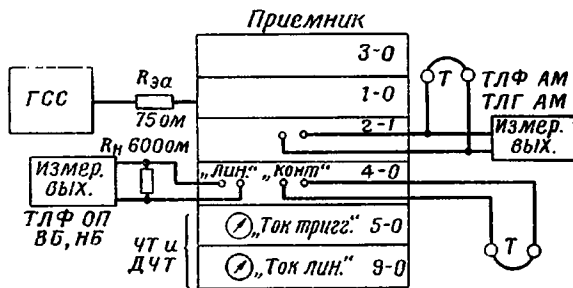 Приемник
3-0
ГСС
Rэа
75 ом
1-0
Т
ТЛФ АМ
ТЛГ АМ
2-1
Измер.
вых.
Rн 600 ом
Измер.
вых.
„Лин.“ „конт“ 4-0
ТЛФ ОП
ВБ, НБ
ЧТ и
ДЧТ
„Ток тригг.“ 5-0
„Ток лин.“ 9-0
Т